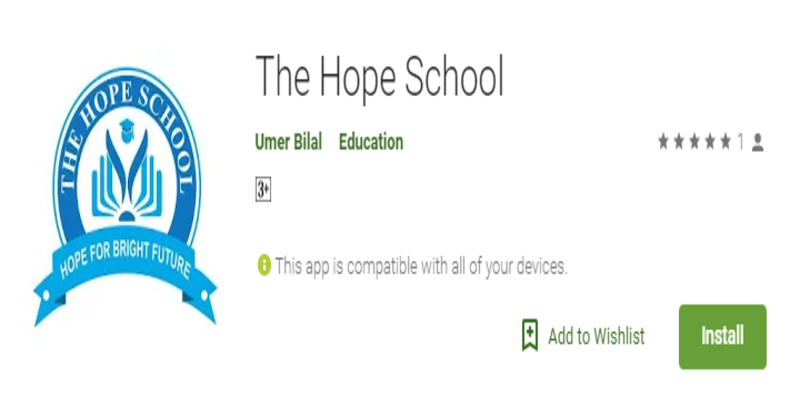 THE HOPE SCHOOL
HOPE FOR BRIGHT FUTURE
The Hope School
Umer Bilal Education
1
3+
This app is compatible with all of your devices.
Add to Wishlist
Install